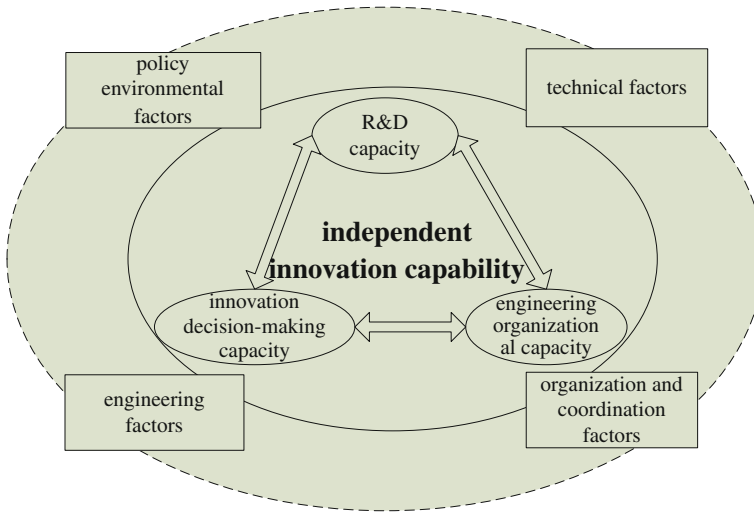 policy
environmental
factors
technical factors
R&D
capacity
independent
innovation capability
innovation
decision-making
capacity
engineering
organization
al capacity
engineering
factors
organization and
coordination
factors